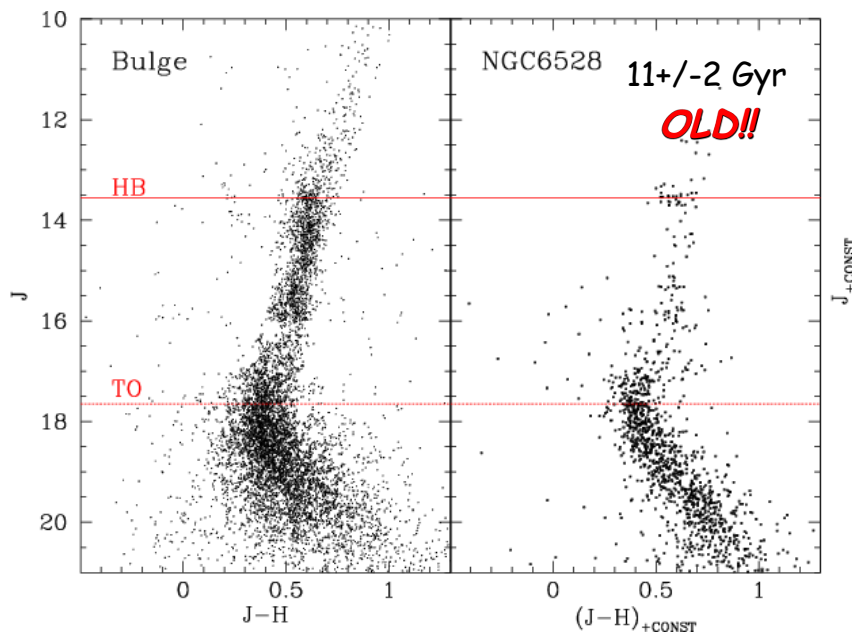 Bulge
NGC6528
11+/-2 Gyr
OLD!!
HB
TO
10
12
14
16
18
20
J
J+CONST
0
0.5
1
J−H
0
0.5
1
(J−H)+CONST